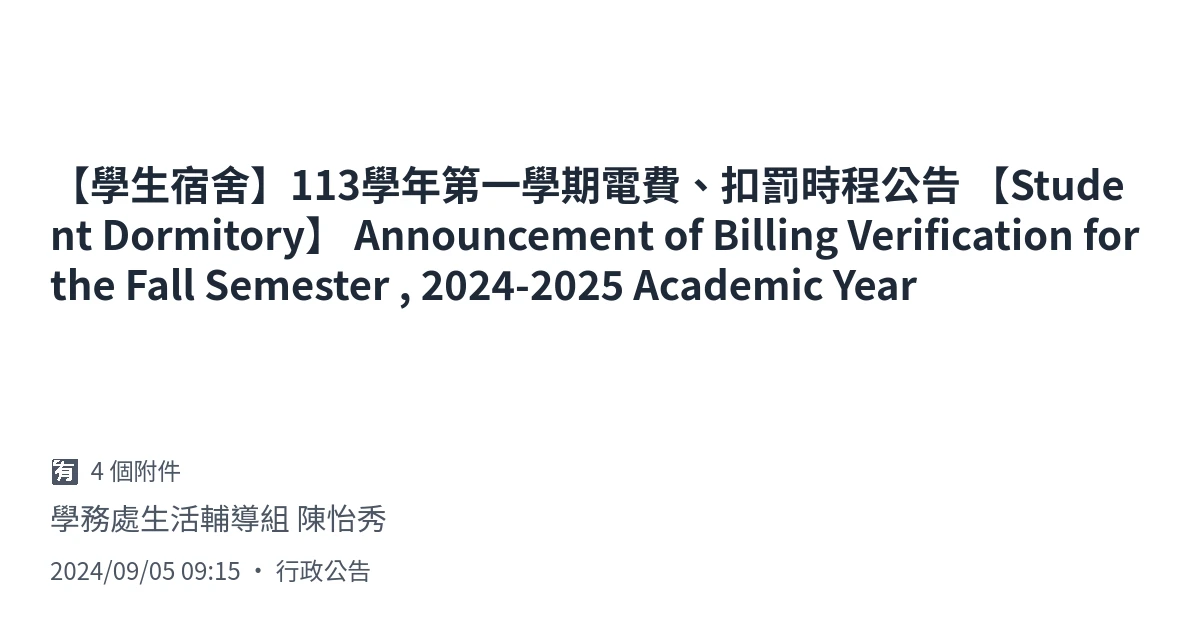 【學生宿舍】113學年第一學期電費、扣罰時程公告 【Stude
nt Dormitory】 Announcement of Billing Verification for
the Fall Semester , 2024-2025 Academic Year
有 4 個附件
學務處生活輔導組 陳怡秀
2024/09/05 09:15 • 行政公告